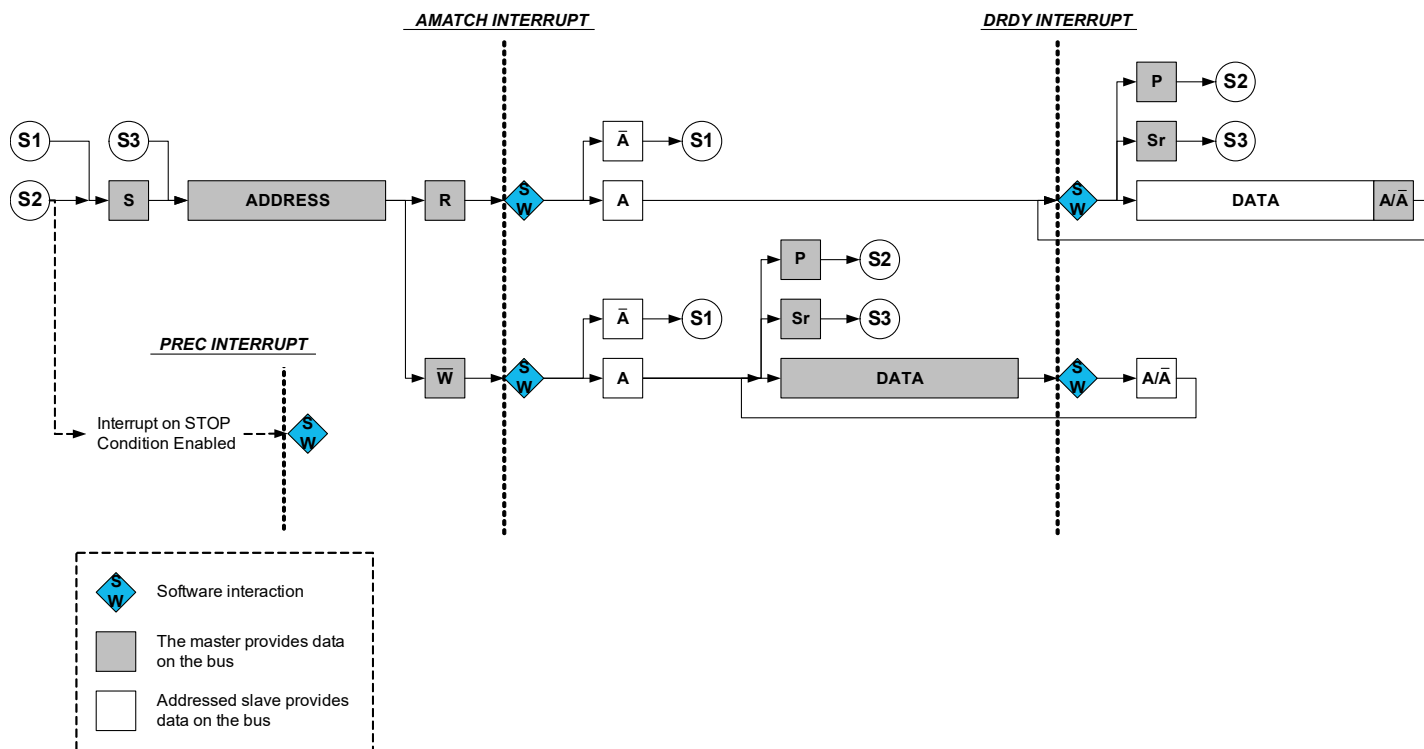 AMATCH INTERRUPT
DRDY INTERRUPT
P
S2
S1
S3
A̅
S1
Sr
S3
S2
S
ADDRESS
R
S
W
A
S
W
DATA
A/A̅
P
S2
A̅
S1
Sr
S3
PREC INTERRUPT
W̅
S
W
A
DATA
S
W
A/A̅
Interrupt on STOP
Condition Enabled
S
W
S
W
Software interaction
The master provides data
on the bus
Addressed slave provides
data on the bus